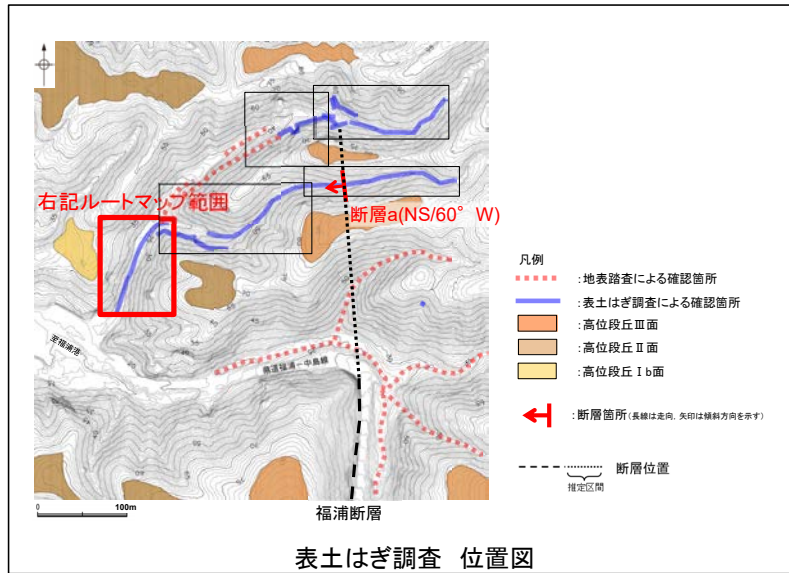 右記ルートマップ範囲
断層a(NS/60° W)
至福浦港
県道福浦ー中島線
0
100m
福浦断層
凡例
:地表踏査による確認箇所
:表土はぎ調査による確認箇所
:高位段丘Ⅲ面
:高位段丘Ⅱ面
:高位段丘Ⅰb面
:断層箇所(長線は走向，矢印は傾斜方向を示す)
断層位置
推定区間
表土はぎ調査 位置図